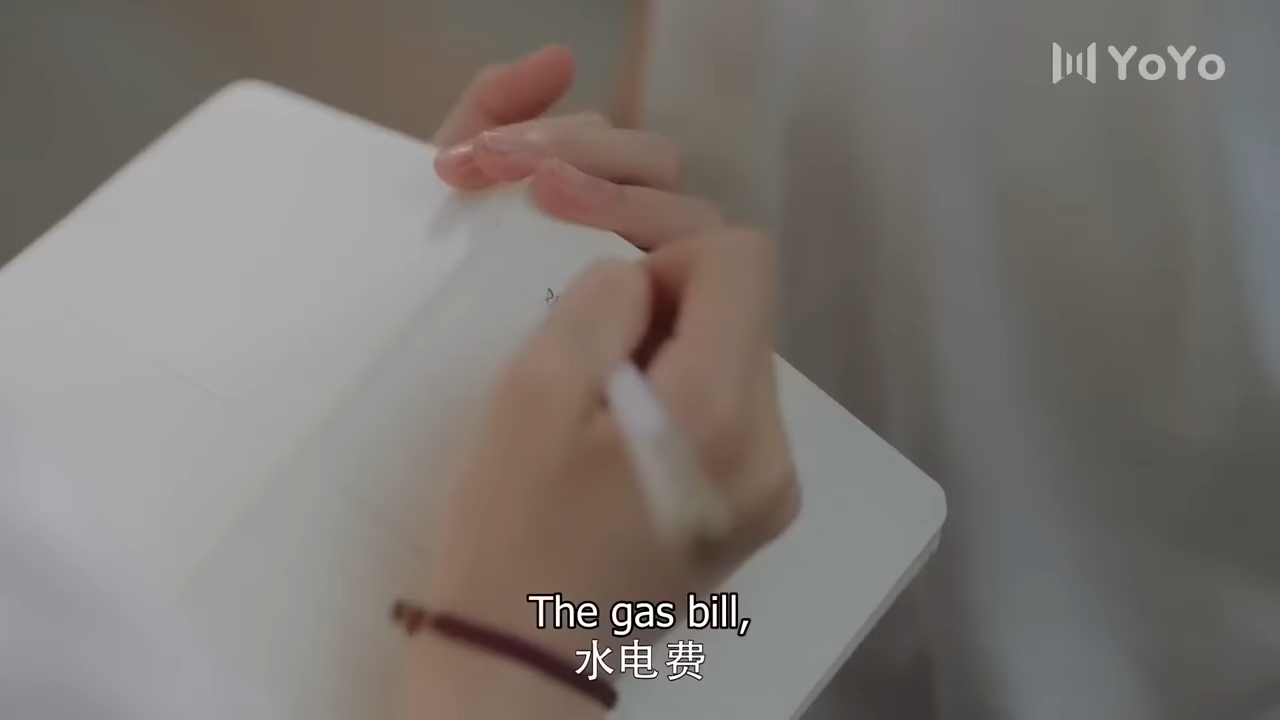 YoYo
The gas bill,
水电费